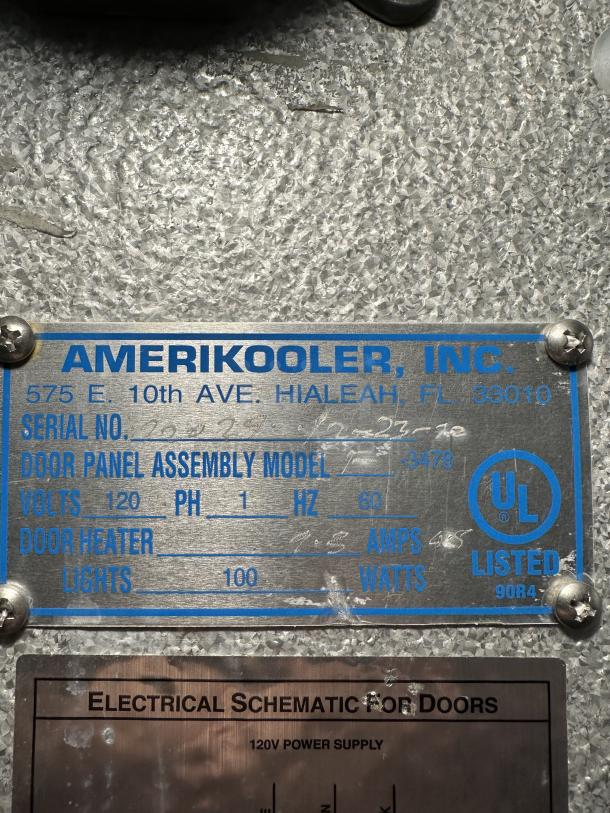 AMERIKOOLER, INC.
575 E. 10th AVE. HIALEAH, FL. 33010
SERIAL NO.
DOOR PANEL ASSEMBLY MODEL -3478
VOLTS 120 PH 1 HZ 60
DOOR HEATER AMPS
LIGHTS 100 WATTS
UL
®
LISTED
90R4
ELECTRICAL SCHEMATIC FOR DOORS
120V POWER SUPPLY